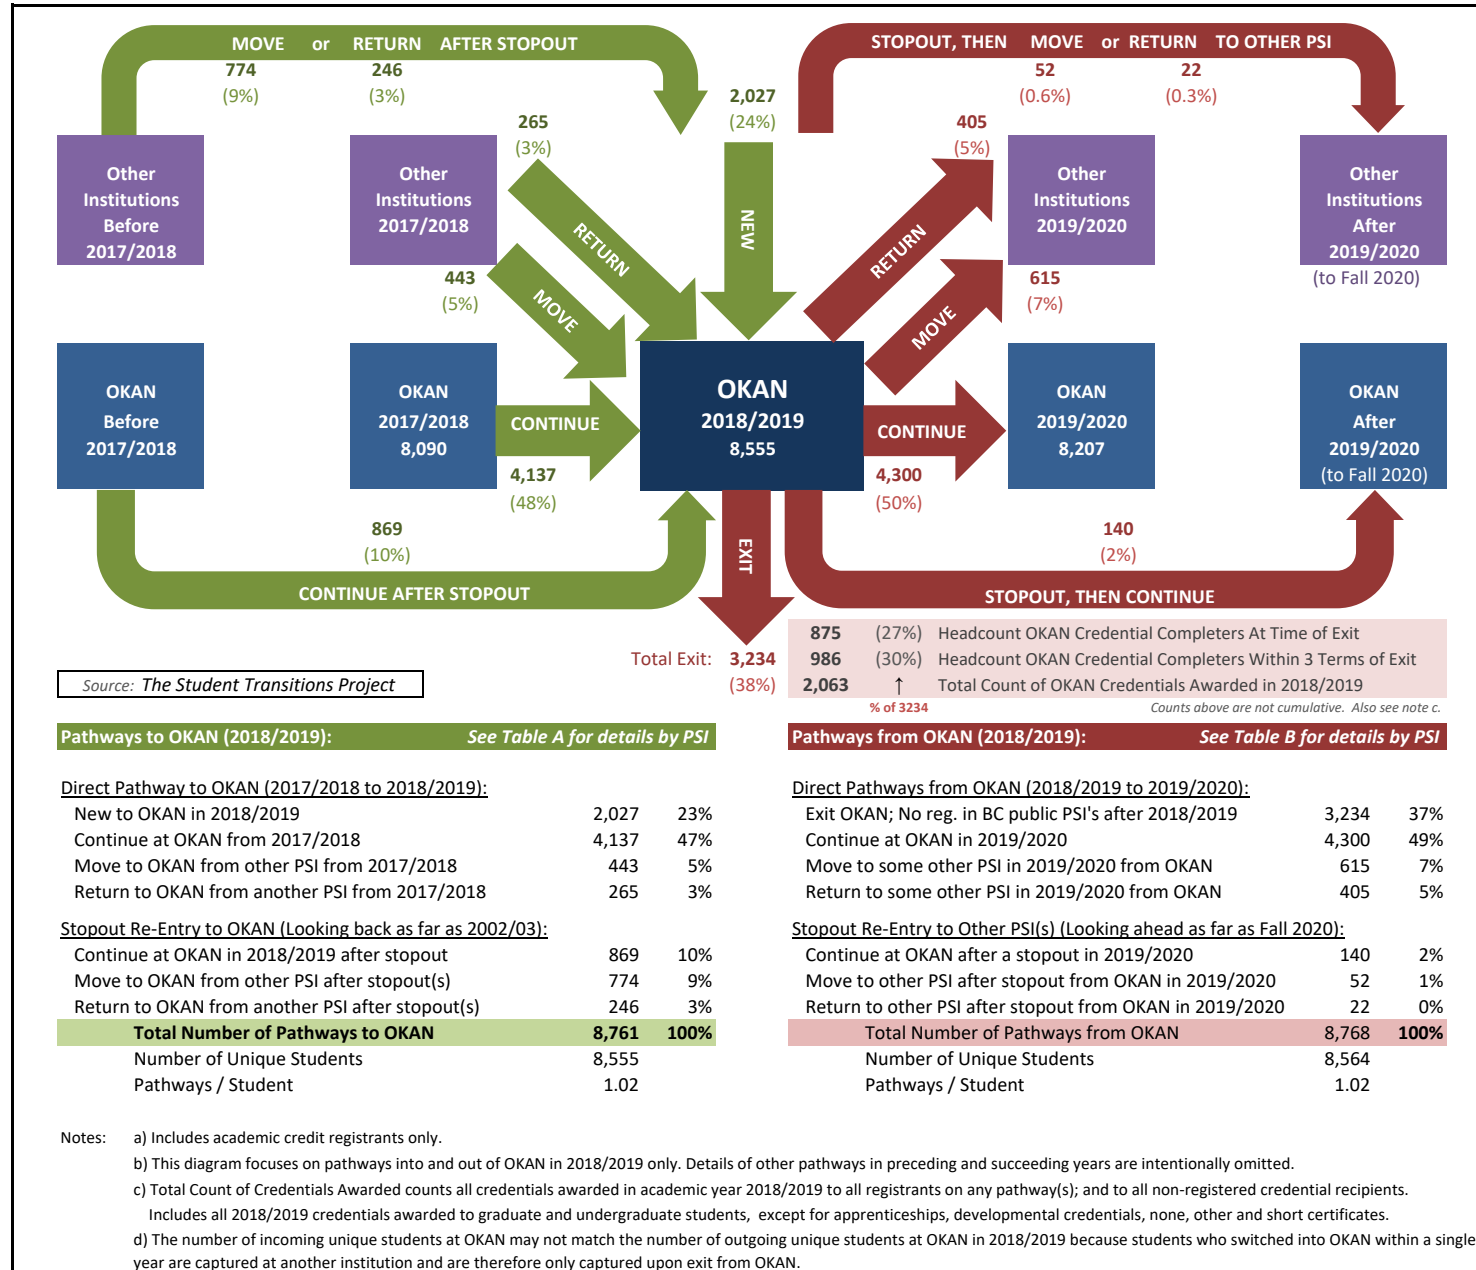 MOVE or RETURN AFTER STOPOUT
774 246
(9%) (3%)
STOPOUT, THEN MOVE or RETURN TO OTHER PSI
52 22
(0.6%) (0.3%)
2,027
(24%)
265
(3%)
405
(5%)
Other
Institutions
Before
2017/2018
Other
Institutions
2017/2018
RETURN
NEW
RETURN
Other
Institutions
2019/2020
Other
Institutions
After
2019/2020
(to Fall 2020)
443
(5%)
MOVE
MOVE
615
(7%)
OKAN
Before
2017/2018
OKAN
2017/2018
8,090
CONTINUE
4,137
(48%)
OKAN
2018/2019
8,555
CONTINUE
4,300
(50%)
OKAN
2019/2020
8,207
OKAN
After
2019/2020
(to Fall 2020)
869
(10%)
CONTINUE AFTER STOPOUT
EXIT
140
(2%)
STOPOUT, THEN CONTINUE
Total Exit: 3,234
(38%)
875 (27%) Headcount OKAN Credential Completers At Time of Exit
986 (30%) Headcount OKAN Credential Completers Within 3 Terms of Exit
2,063 ↑ Total Count of OKAN Credentials Awarded in 2018/2019
% of 3234 Counts above are not cumulative. Also see note c.
Source: The Student Transitions Project
Pathways to OKAN (2018/2019): See Table A for details by PSI
Direct Pathway to OKAN (2017/2018 to 2018/2019):
New to OKAN in 2018/2019 2,027 23%
Continue at OKAN from 2017/2018 4,137 47%
Move to OKAN from other PSI from 2017/2018 443 5%
Return to OKAN from another PSI from 2017/2018 265 3%
Stopout Re-Entry to OKAN (Looking back as far as 2002/03):
Continue at OKAN in 2018/2019 after stopout 869 10%
Move to OKAN from other PSI after stopout(s) 774 9%
Return to OKAN from another PSI after stopout(s) 246 3%
Total Number of Pathways to OKAN 8,761 100%
Number of Unique Students 8,555
Pathways / Student 1.02
Pathways from OKAN (2018/2019): See Table B for details by PSI
Direct Pathways from OKAN (2018/2019 to 2019/2020):
Exit OKAN; No reg. in BC public PSI's after 2018/2019 3,234 37%
Continue at OKAN in 2019/2020 4,300 49%
Move to some other PSI in 2019/2020 from OKAN 615 7%
Return to some other PSI in 2019/2020 from OKAN 405 5%
Stopout Re-Entry to Other PSI(s) (Looking ahead as far as Fall 2020):
Continue at OKAN after a stopout in 2019/2020 140 2%
Move to other PSI after stopout from OKAN in 2019/2020 52 1%
Return to other PSI after stopout from OKAN in 2019/2020 22 0%
Total Number of Pathways from OKAN 8,768 100%
Number of Unique Students 8,564
Pathways / Student 1.02
Notes: a) Includes academic credit registrants only.
b) This diagram focuses on pathways into and out of OKAN in 2018/2019 only. Details of other pathways in preceding and succeeding years are intentionally omitted.
c) Total Count of Credentials Awarded counts all credentials awarded in academic year 2018/2019 to all registrants on any pathway(s); and to all non-registered credential recipients.
Includes all 2018/2019 credentials awarded to graduate and undergraduate students, except for apprenticeships, developmental credentials, none, other and short certificates.
d) The number of incoming unique students at OKAN may not match the number of outgoing unique students at OKAN in 2018/2019 because students who switched into OKAN within a single
year are captured at another institution and are therefore only captured upon exit from OKAN.